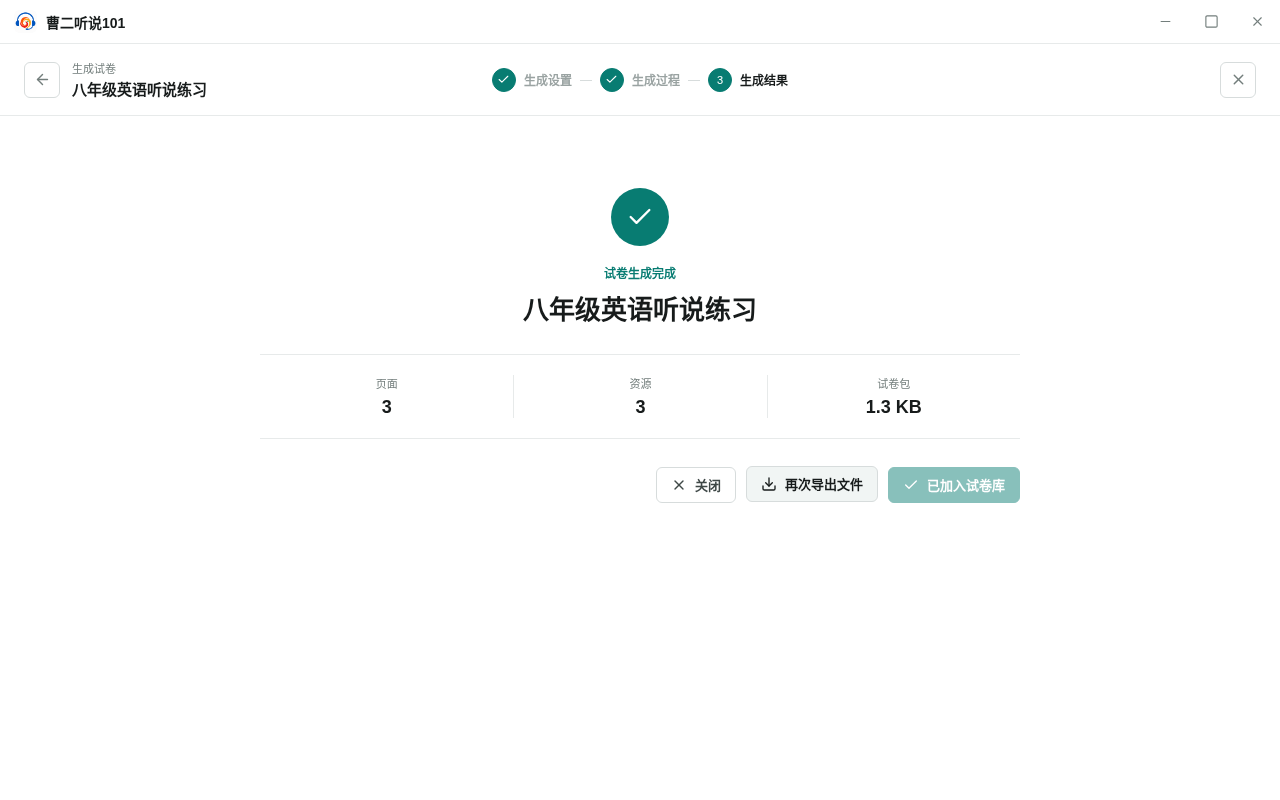 曹二听说101
生成试卷
八年级英语听说练习
生成设置
生成过程
3 生成结果
试卷生成完成
八年级英语听说练习
页面
3
资源
3
试卷包
1.3 KB
关闭
再次导出文件
已加入试卷库